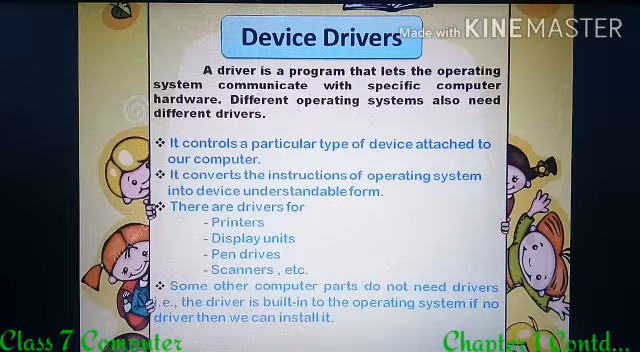 Made with KINEMASTER
Device Drivers
A driver is a program that lets the operating
system communicate with specific computer
hardware. Different operating systems also need
different drivers.
❖ It controls a particular type of device attached to
our computer.
❖ It converts the instructions of operating system
into device understandable form.
❖ There are drivers for
- Printers
- Display units
- Pen drives
- Scanners , etc.
❖ Some other computer parts do not need drivers
i.e., the driver is built-in to the operating system if no
driver then we can install it.
Class 7 Computer
Chapter 1 Contd...